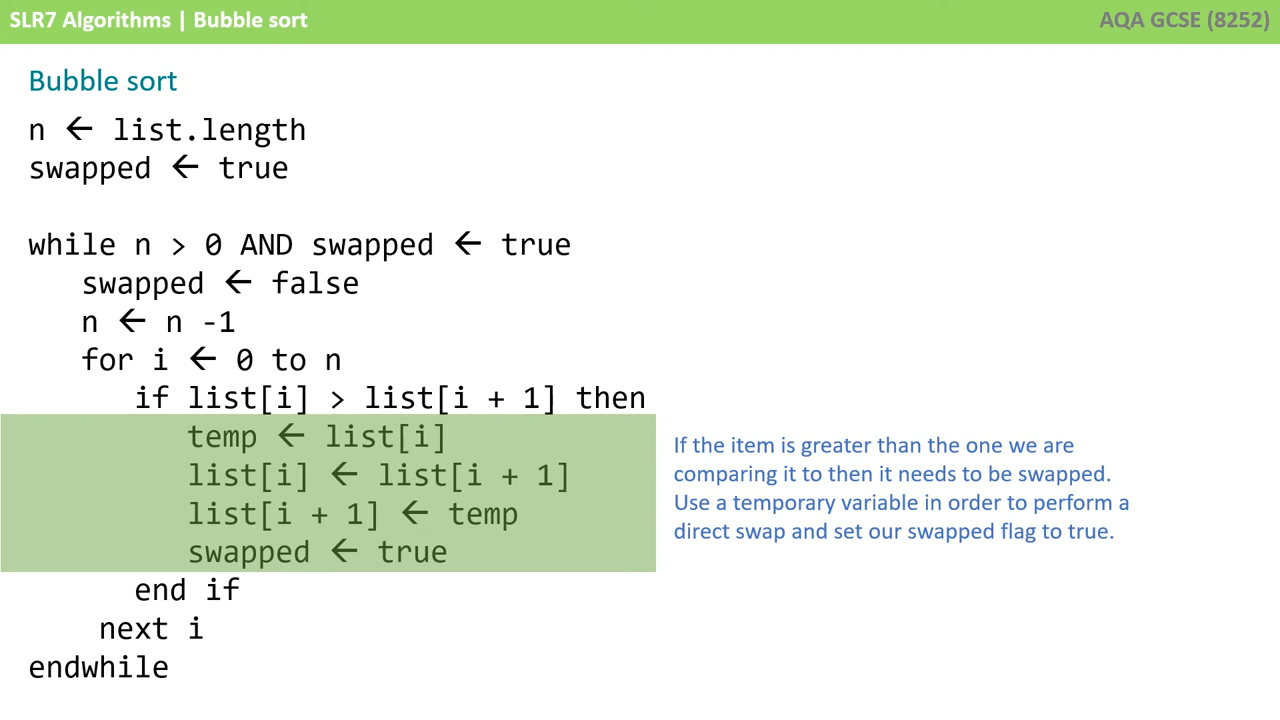 SLR7 Algorithms | Bubble sort
AQA GCSE (8252)
Bubble sort
n ← list.length
swapped ← true
while n > 0 AND swapped ← true
swapped ← false
n ← n -1
for i ← 0 to n
if list[i] > list[i + 1] then
temp ← list[i]
list[i] ← list[i + 1]
list[i + 1] ← temp
swapped ← true
end if
next i
endwhile
If the item is greater than the one we are
comparing it to then it needs to be swapped.
Use a temporary variable in order to perform a
direct swap and set our swapped flag to true.